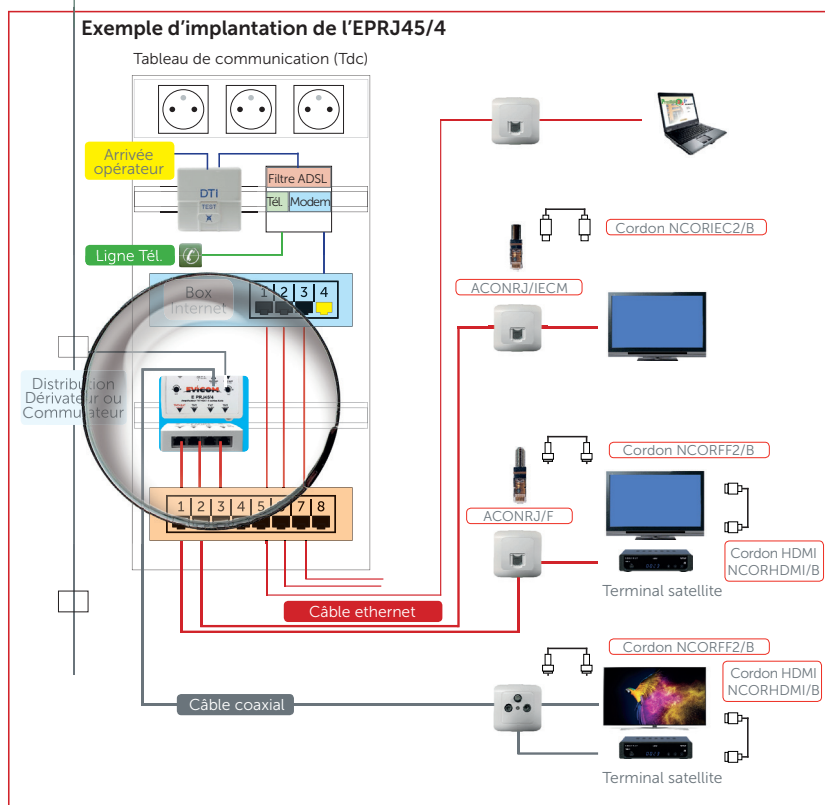 Exemple d’implantation de l’EPRJ45/4
Tableau de communication (Tdc)
Arrivée
opérateur
DTI
TEST
Filtre ADSL
Tél.
Modem
Ligne Tél.
Box
Internet
1 2 3 4
Distribution
Dérivateur ou
Commutateur
EVICOM
E PRJ45/4
1 2 3 4 5 6 7 8
Câble ethernet
Câble coaxial
Cordon NCORIEC2/B
ACONRJ/IECM
Cordon NCORFF2/B
ACONRJ/F
Cordon HDMI
NCORHDMI/B
Terminal satellite
Cordon NCORFF2/B
Cordon HDMI
NCORHDMI/B
Terminal satellite